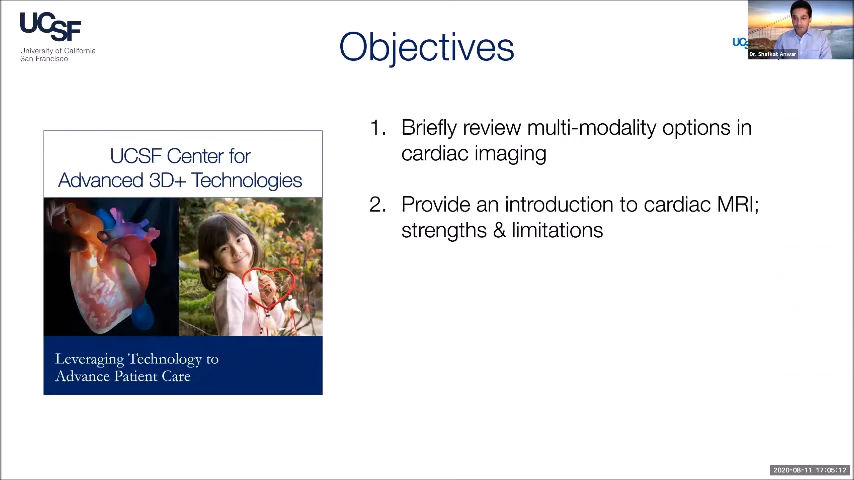 UCSF
University of California
San Francisco
Objectives
UCS
Dr. Shafkat Anwar
UCSF Center for
Advanced 3D+ Technologies
Leveraging Technology to
Advance Patient Care
1. Briefly review multi-modality options in
cardiac imaging
2. Provide an introduction to cardiac MRI;
strengths & limitations
2020-08-11 17:05:12